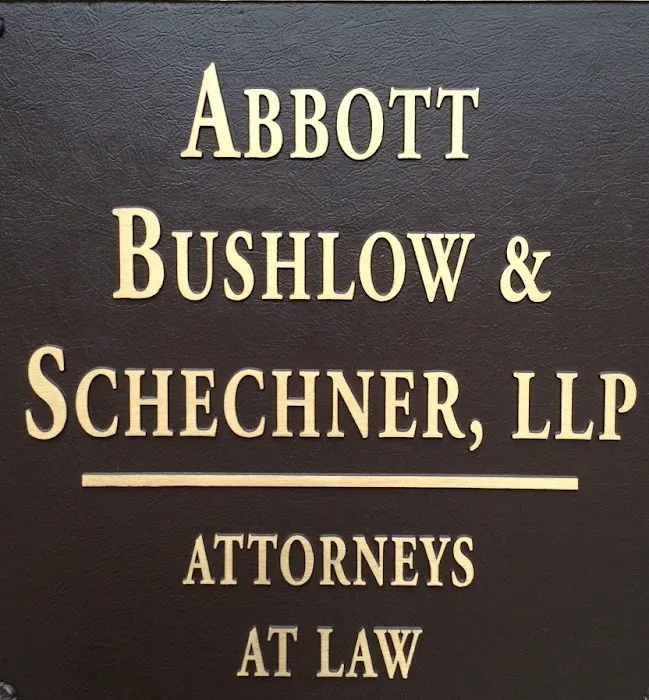 ABBOTT
BUSHLOW &
SCHECHNER, LLP
ATTORNEYS
AT LAW